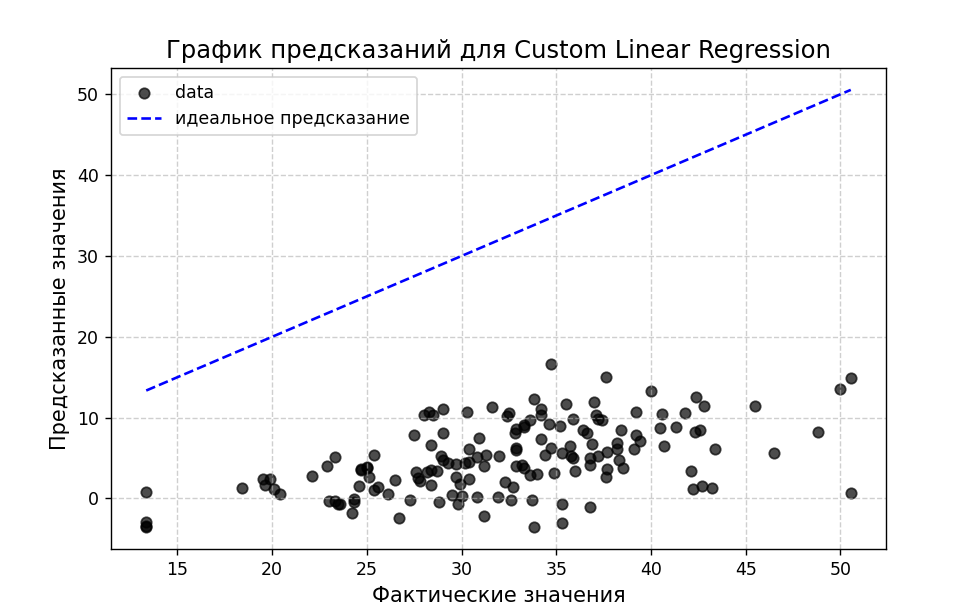 График предсказаний для Custom Linear Regression
data
идеальное предсказание
Предсказанные значения
50
40
30
20
10
0
15 20 25 30 35 40 45 50
Фактические значения